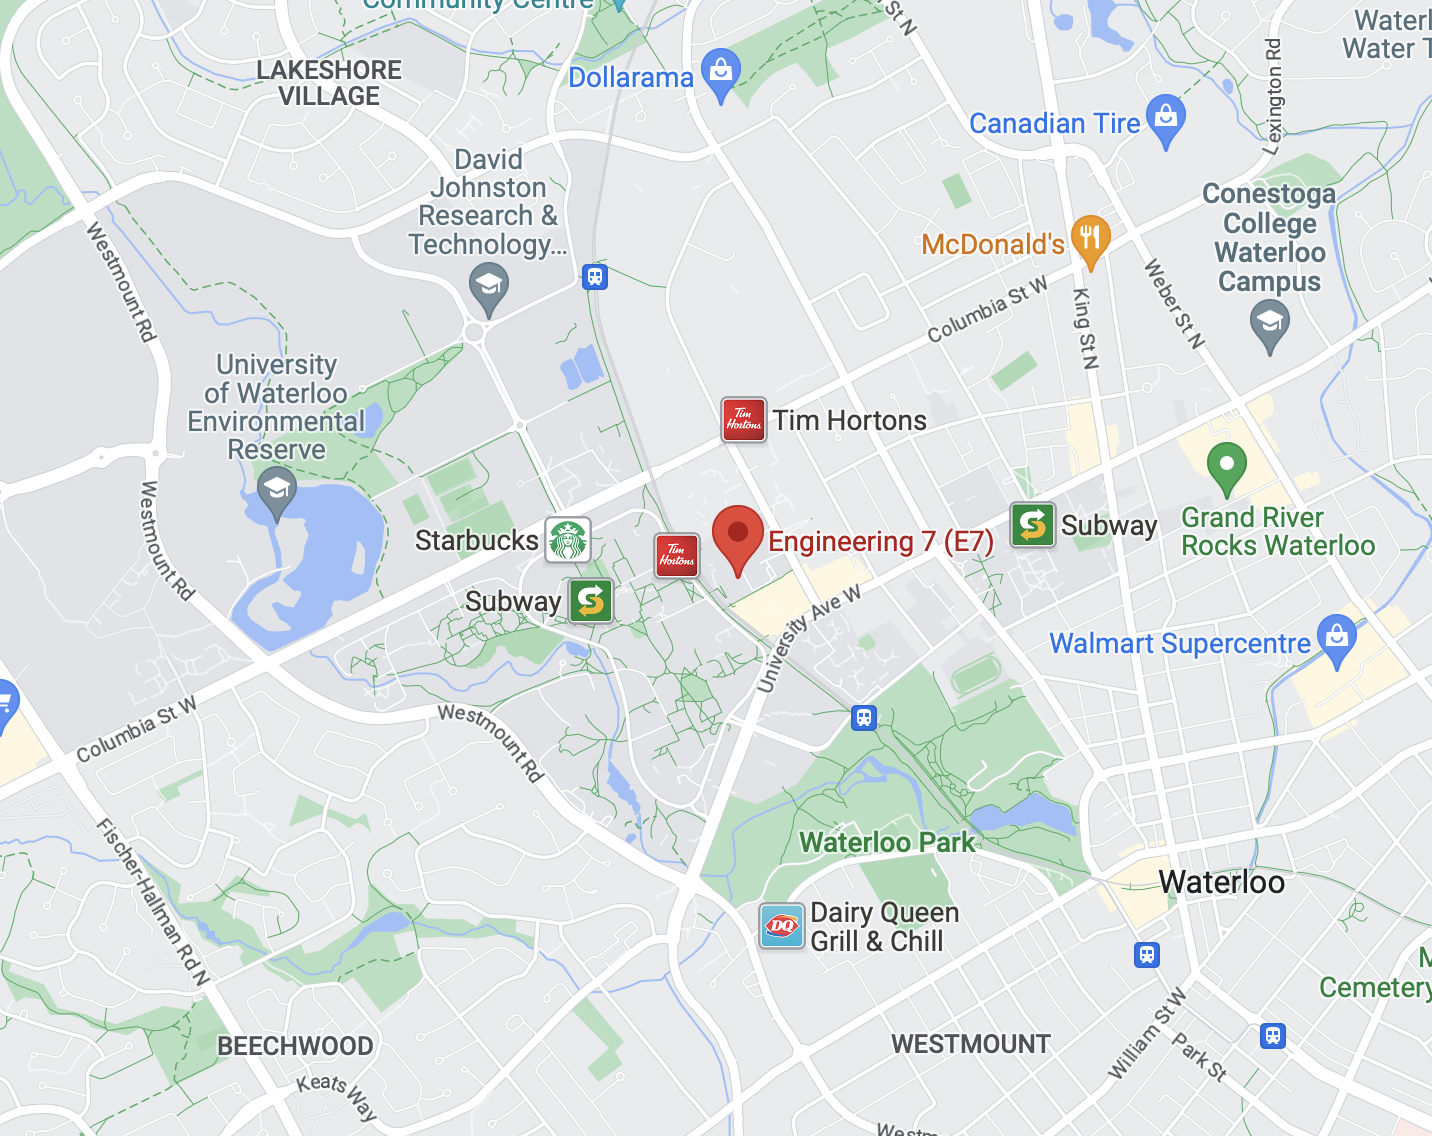 Community Centre
St N
Waterl
Water T
LAKESHORE
VILLAGE
Dollarama
Canadian Tire
Lexington Rd
David
Johnston
Research &
Technology...
Conestoga
College
Waterloo
Campus
McDonald's
Westmount Rd
Columbia St W
King St N
Weber St N
University
of Waterloo
Environmental
Reserve
Tim
Hortons
Tim Hortons
Westmount Rd
Starbucks
Tim
Hortons
Engineering 7 (E7)
Subway
Grand River
Rocks Waterloo
Subway
University Ave W
Walmart Supercentre
Columbia St W
Westmount Rd
Fischer-Hallman Rd N
Waterloo Park
Waterloo
DQ
Dairy Queen
Grill & Chill
M
Cemetery
BEECHWOOD
WESTMOUNT
William St W
Park St
Keats Way
Westm